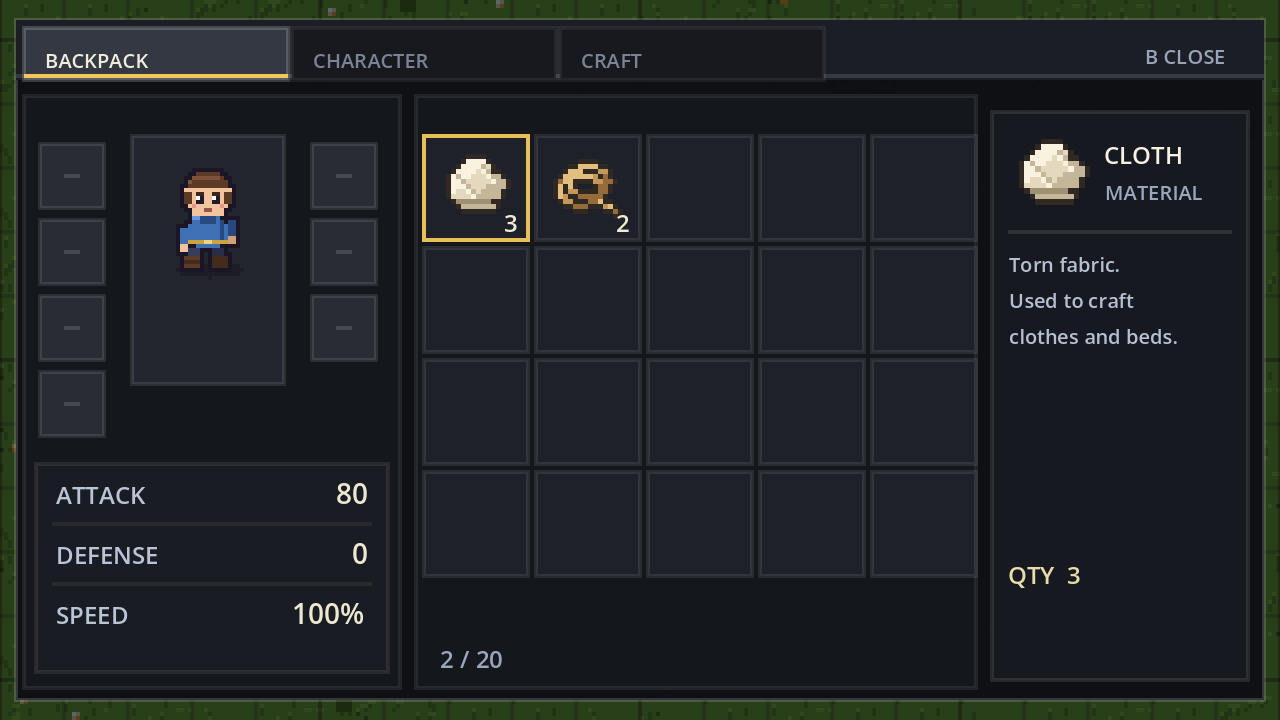 BACKPACK
CHARACTER
CRAFT
B CLOSE
3
2
CLOTH
MATERIAL
Torn fabric.
Used to craft
clothes and beds.
ATTACK 80
DEFENSE 0
SPEED 100%
QTY 3
2 / 20